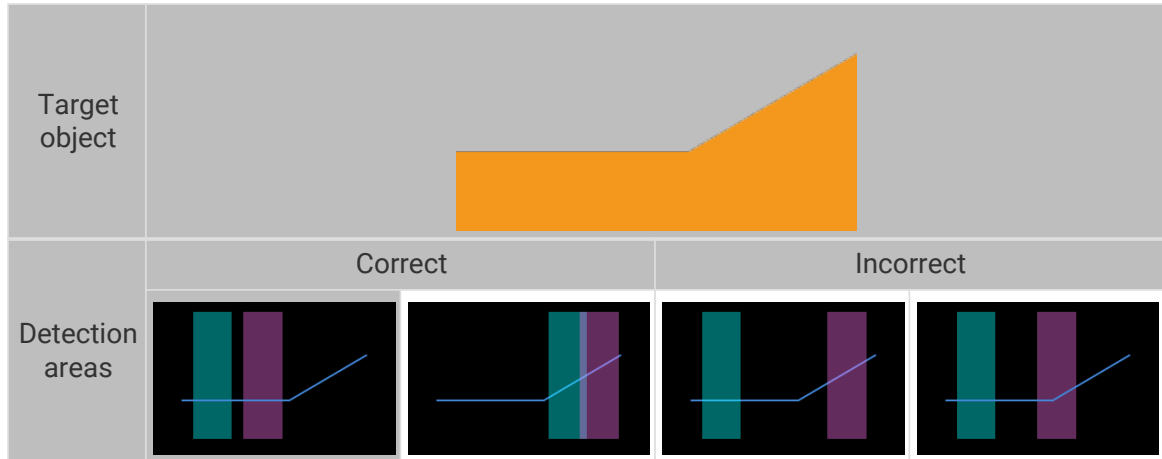 Target
object
Correct
Incorrect
Detection
areas